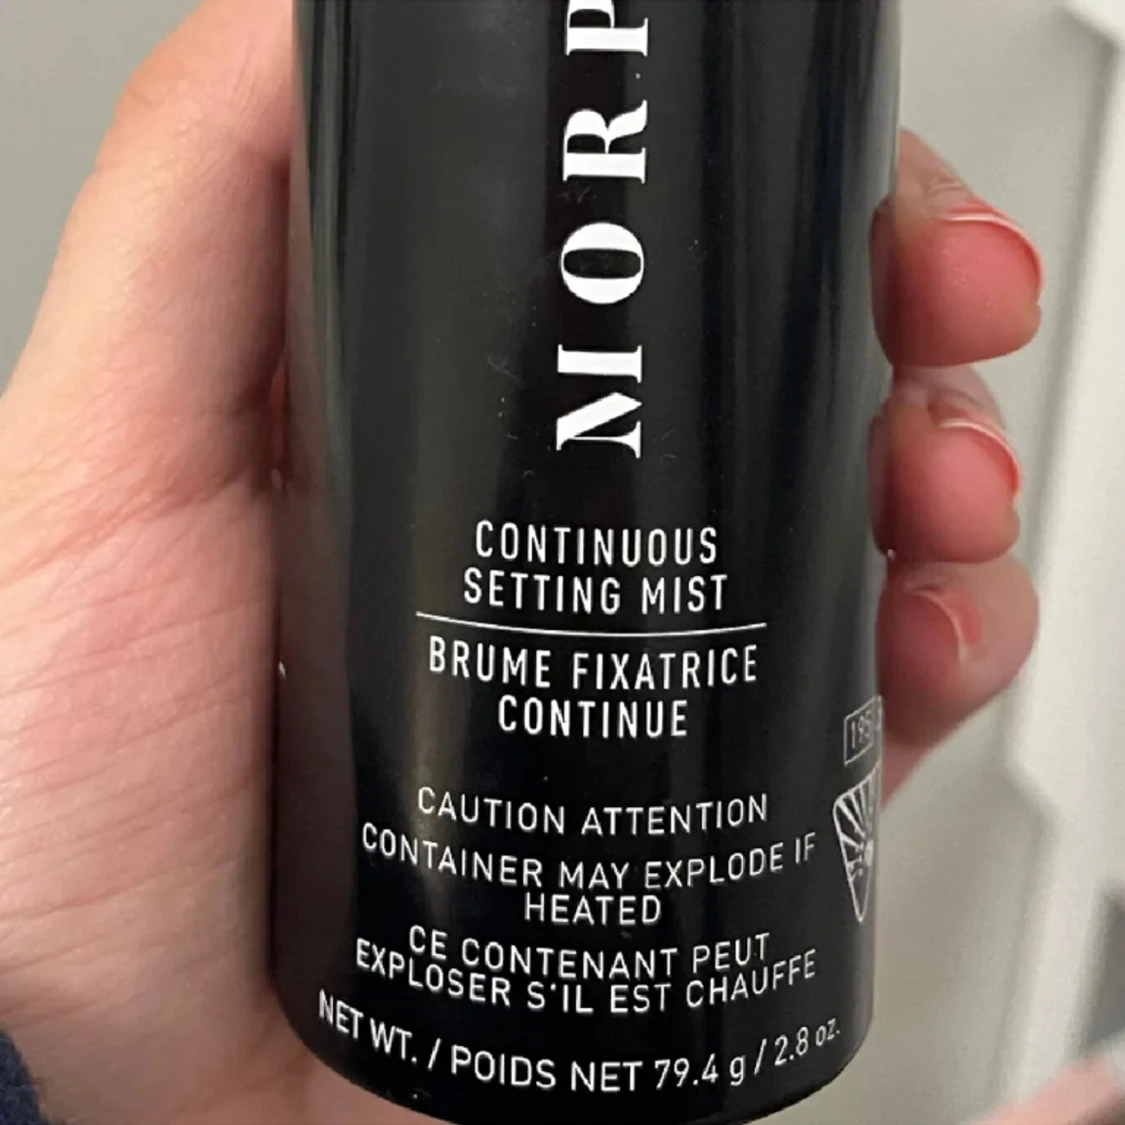 MORP
CONTINUOUS
SETTING MIST
BRUME FIXATRICE
CONTINUE
CAUTION ATTENTION
CONTAINER MAY EXPLODE IF
HEATED
CE CONTENANT PEUT
EXPLOSER S'IL EST CHAUFFE
NET WT. / POIDS NET 79.4 g / 2.8 oz.